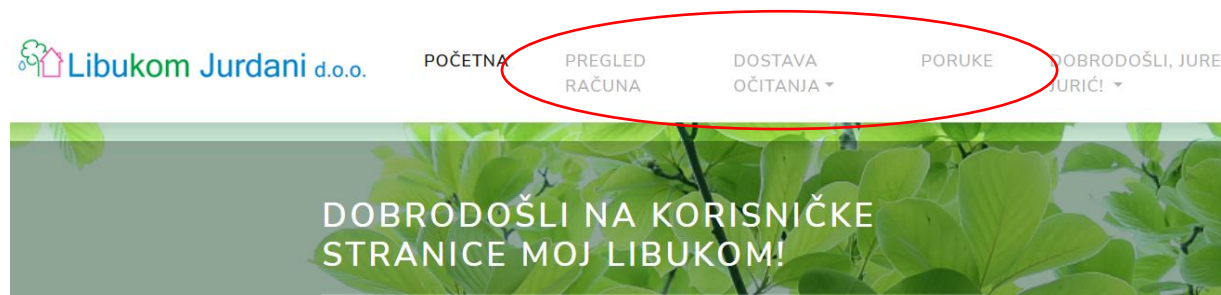 Libukom Jurdani d.o.o.
POČETNA
PREGLED
RAČUNA
DOSTAVA
OČITANJA
PORUKE
DOBRODOŠLI, JURE
JURIĆ!
DOBRODOŠLI NA KORISNIČKE
STRANICE MOJ LIBUKOM!